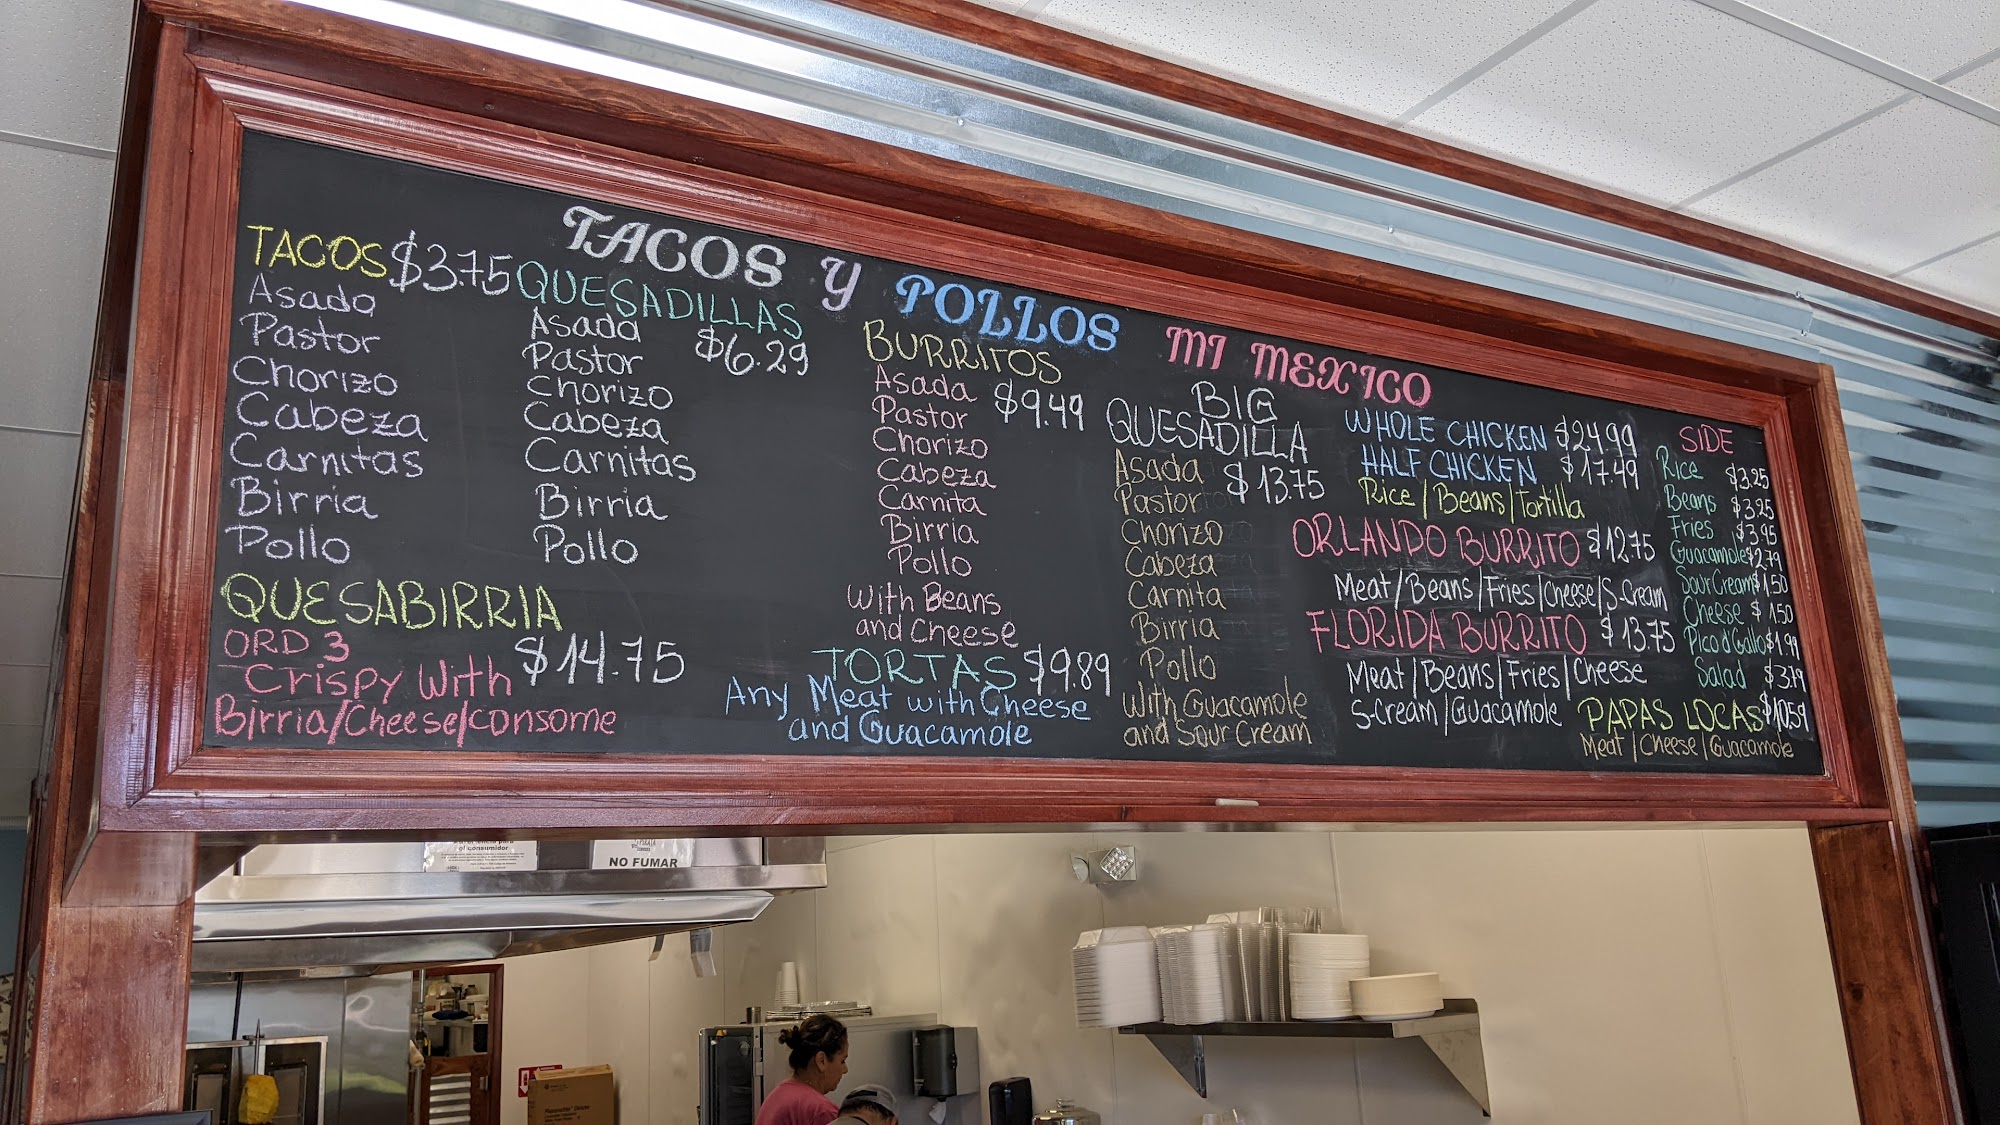 TACOS Y POLLOS MI MEXICO
TACOS $3.75
Asada
Pastor
Chorizo
Cabeza
Carnitas
Birria
Pollo
QUESABIRRIA
ORD 3 $14.75
Crispy With
Birria/Cheese/consome
QUESADILLAS
Asada $6.29
Pastor
Chorizo
Cabeza
Carnitas
Birria
Pollo
BURRITOS
Asada $9.49
Pastor
Chorizo
Cabeza
Carnita
Birria
Pollo
With Beans
and Cheese
TORTAS $9.89
Any Meat with Cheese
and Guacamole
BIG
QUESADILLA
Asada $13.75
Pastor
Chorizo
Cabeza
Carnita
Birria
Pollo
With Guacamole
and Sour Cream
WHOLE CHICKEN $24.99
HALF CHICKEN $17.49
Rice/Beans/Tortilla
ORLANDO BURRITO $12.75
Meat/Beans/Fries/Cheese/S-Cream
FLORIDA BURRITO $13.75
Meat/Beans/Fries/Cheese
S-Cream/Guacamole
SIDE
Rice $3.25
Beans $3.25
Fries $3.95
Guacamole $2.79
Sour Cream $1.50
Cheese $1.50
Pico d'Gallo $1.99
Salad
PAPAS LOCAS $10.59
Meat/Cheese/Guacamole
el consumidor
NO FUMAR